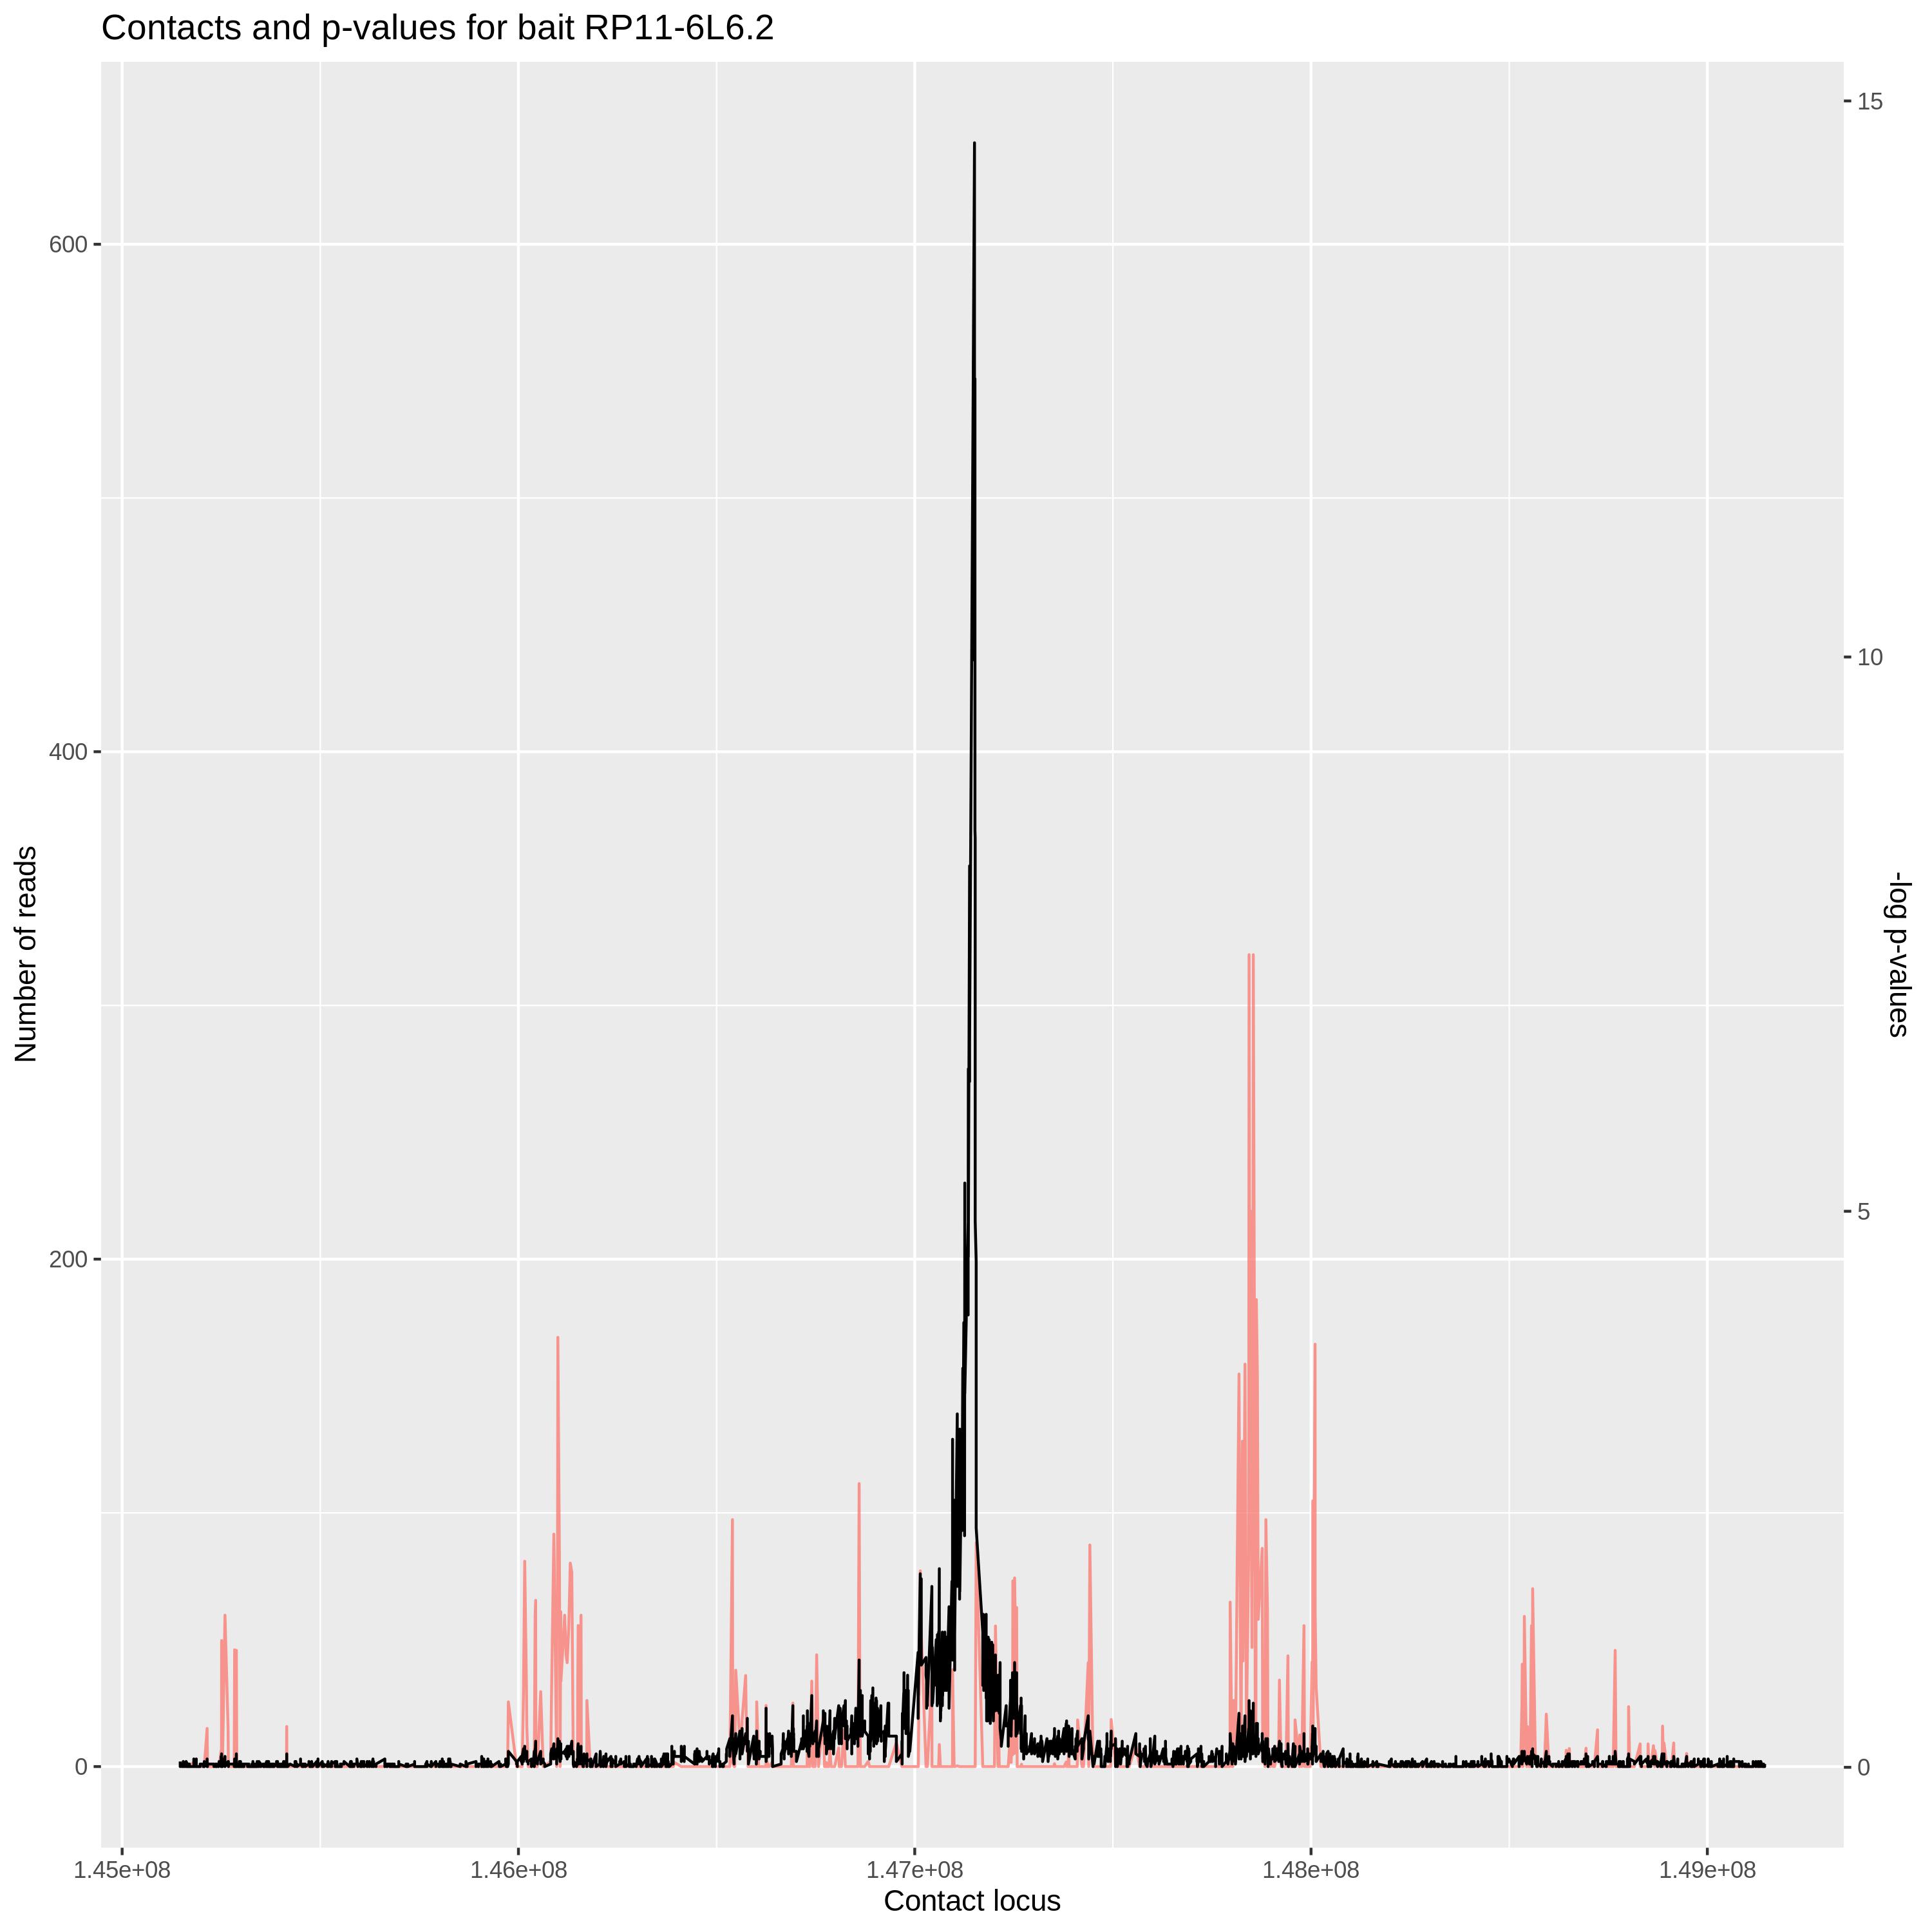 Contacts and p-values for bait RP11-6L6.2
600
400
200
0
Number of reads
15
10
5
0
-log p-values
1.45e+08 1.46e+08 1.47e+08 1.48e+08 1.49e+08
Contact locus